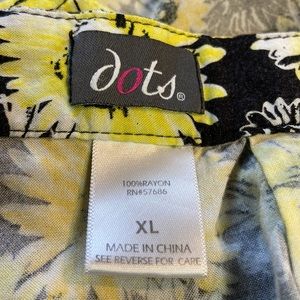 dots®
100%RAYON
RN#57686
XL
MADE IN CHINA
SEE REVERSE FOR CARE